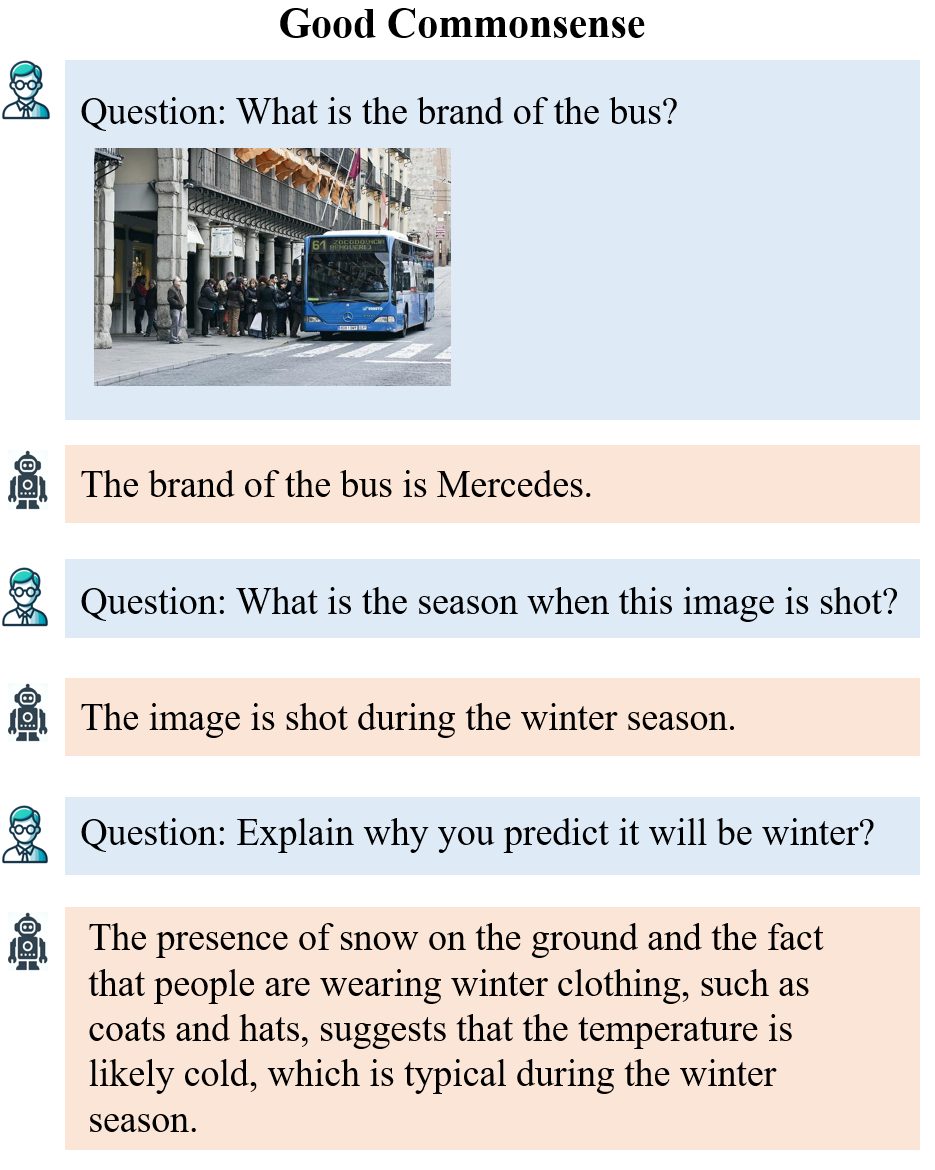 Good Commonsense
Question: What is the brand of the bus?
61
The brand of the bus is Mercedes.
Question: What is the season when this image is shot?
The image is shot during the winter season.
Question: Explain why you predict it will be winter?
The presence of snow on the ground and the fact
that people are wearing winter clothing, such as
coats and hats, suggests that the temperature is
likely cold, which is typical during the winter
season.